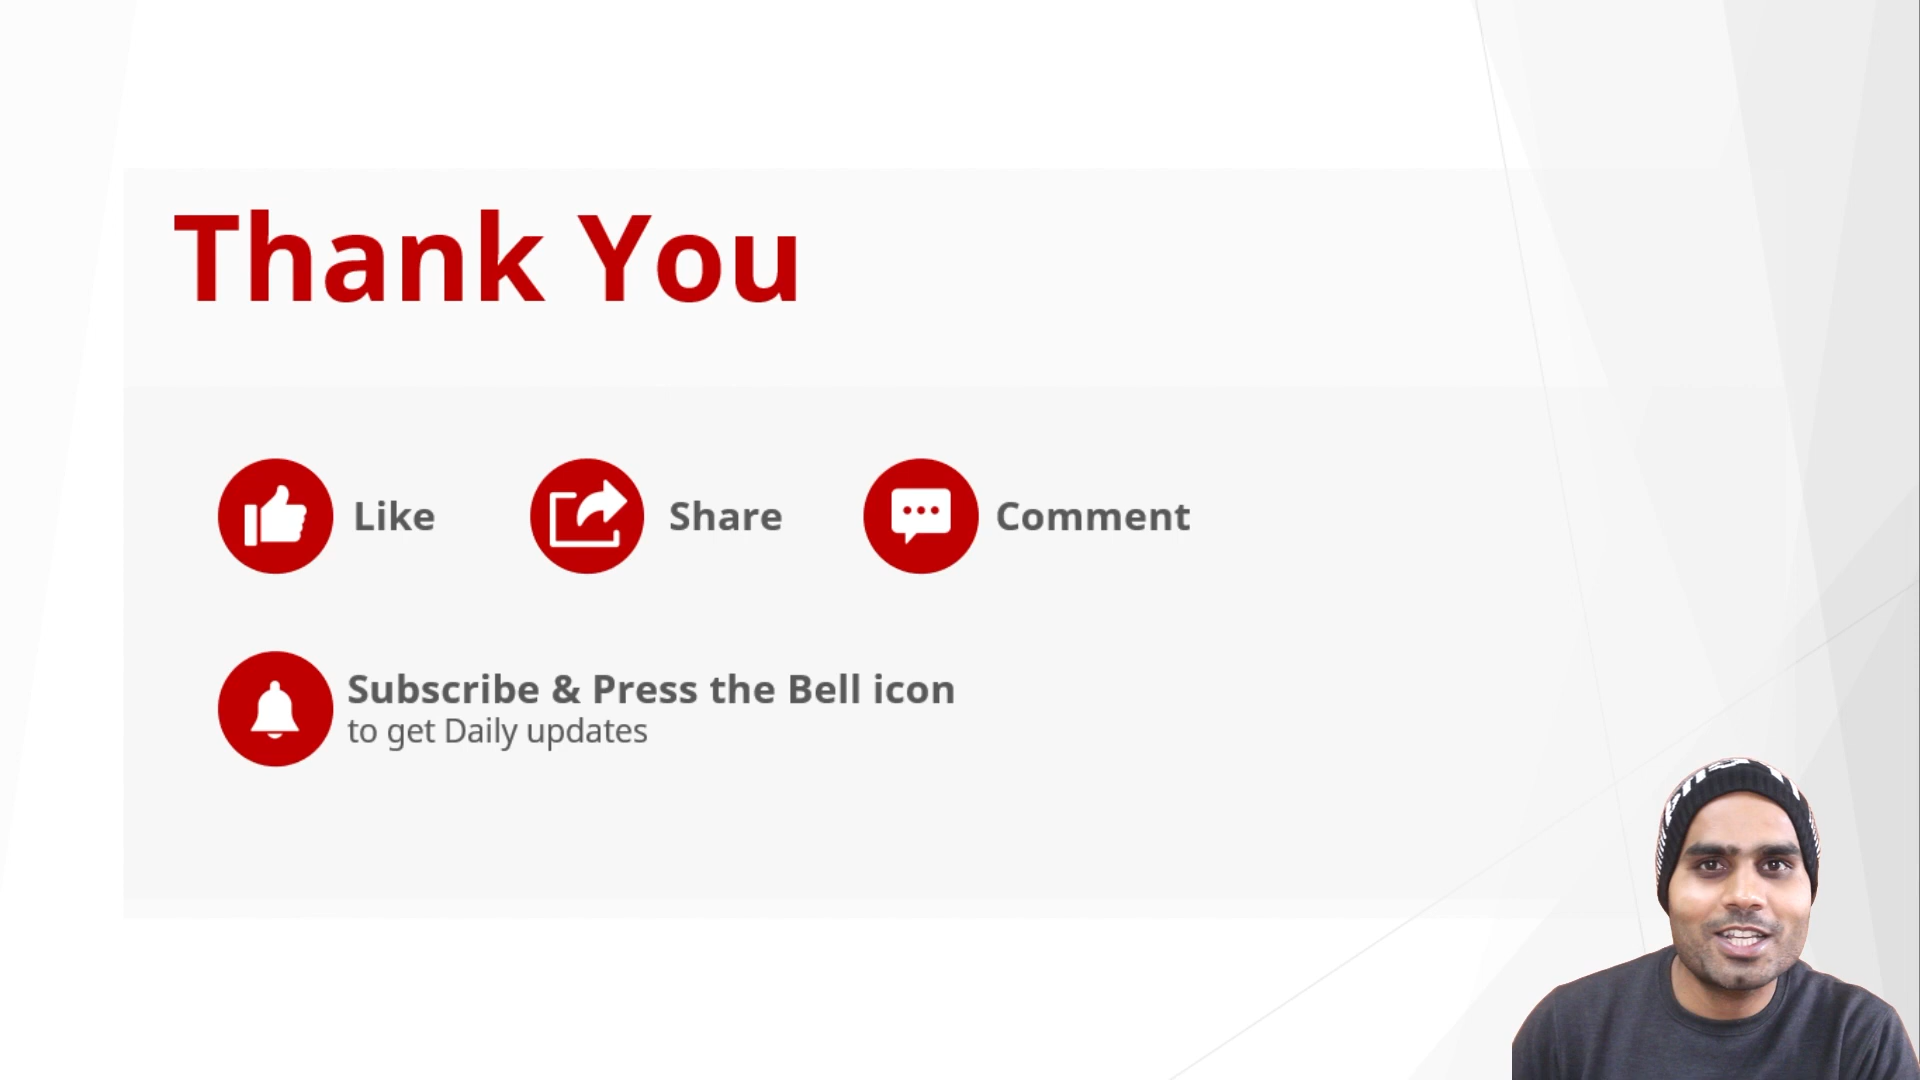 Thank You
Like
Share
Comment
Subscribe & Press the Bell icon
to get Daily updates